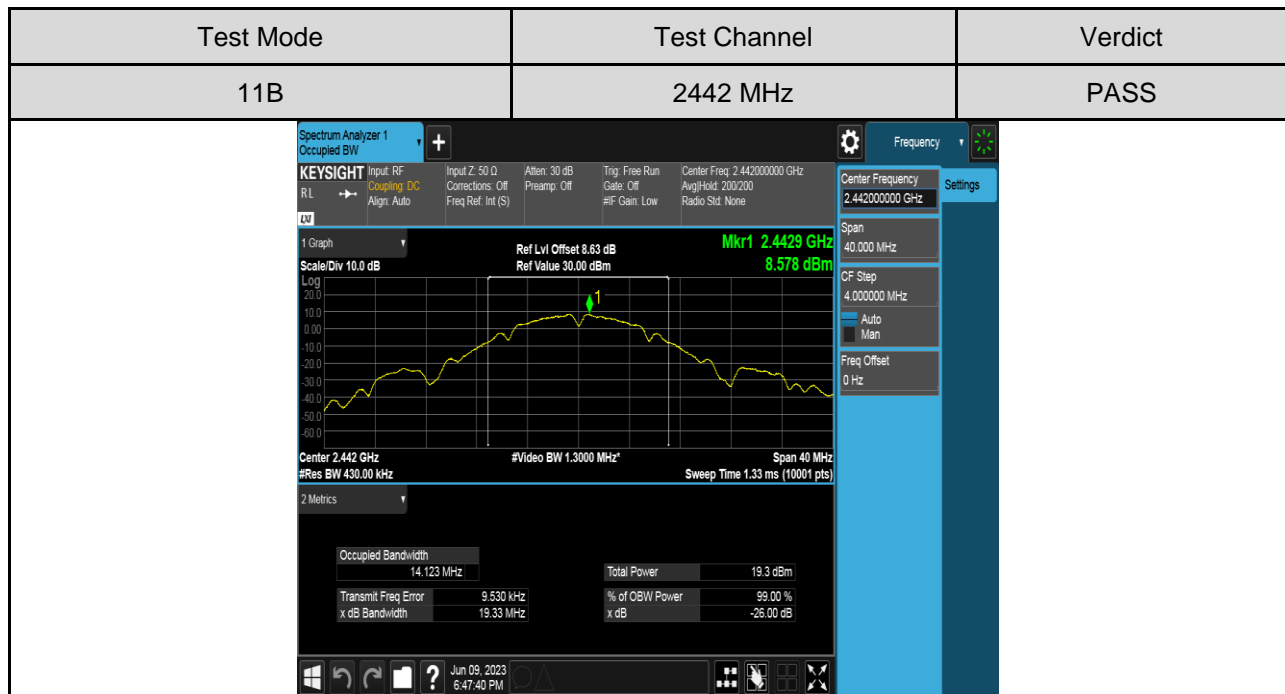 Test Mode Test Channel Verdict
11B 2442 MHz PASS
Spectrum Analyzer 1
Occupied BW
+
Frequency
KEYSIGHT
RL
LXI
Input: RF
Coupling: DC
Align: Auto
Input Z: 50 Ω
Corrections: Off
Freq Ref: Int (S)
Atten: 30 dB
Preamp: Off
Trig: Free Run
Gate: Off
#IF Gain: Low
Center Freq: 2.442000000 GHz
Avg|Hold: 200/200
Radio Std: None
Center Frequency
2.442000000 GHz
Settings
Span
40.000 MHz
CF Step
4.000000 MHz
Auto
Man
Freq Offset
0 Hz
1 Graph
Scale/Div 10.0 dB
Ref Lvl Offset 8.63 dB
Ref Value 30.00 dBm
Mkr1 2.4429 GHz
8.578 dBm
Log
20.0
10.0
0.00
-10.0
-20.0
-30.0
-40.0
-50.0
-60.0
1
Center 2.442 GHz #Video BW 1.3000 MHz* Span 40 MHz
#Res BW 430.00 kHz Sweep Time 1.33 ms (10001 pts)
2 Metrics
Occupied Bandwidth
14.123 MHz Total Power 19.3 dBm
Transmit Freq Error 9.530 kHz % of OBW Power 99.00 %
x dB Bandwidth 19.33 MHz x dB -26.00 dB
?
Jun 09, 2023
6:47:40 PM